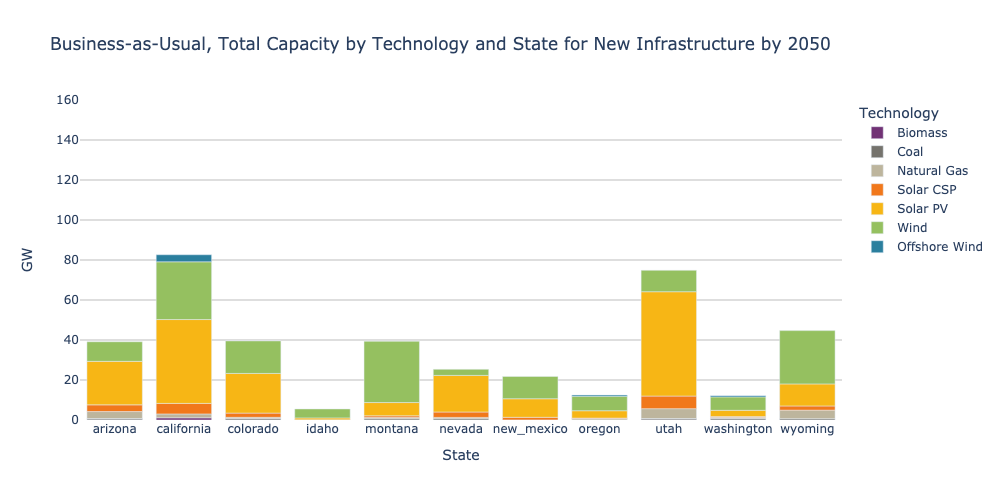 Business-as-Usual, Total Capacity by Technology and State for New Infrastructure by 2050
160
140
120
100
80
60
40
20
0
GW
arizona
california
colorado
idaho
montana
nevada
new_mexico
oregon
utah
washington
wyoming
State
Technology
Biomass
Coal
Natural Gas
Solar CSP
Solar PV
Wind
Offshore Wind